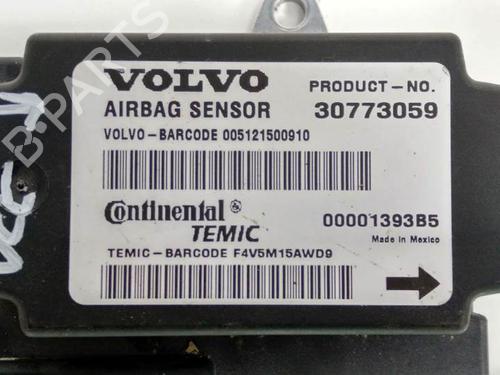 VOLVO PRODUCT-NO.
AIRBAG SENSOR 30773059
VOLVO-BARCODE 005121500910
Continental
TEMIC
00001393B5
Made in Mexico
TEMIC-BARCODE F4V5M15AWD9
B-PARTS